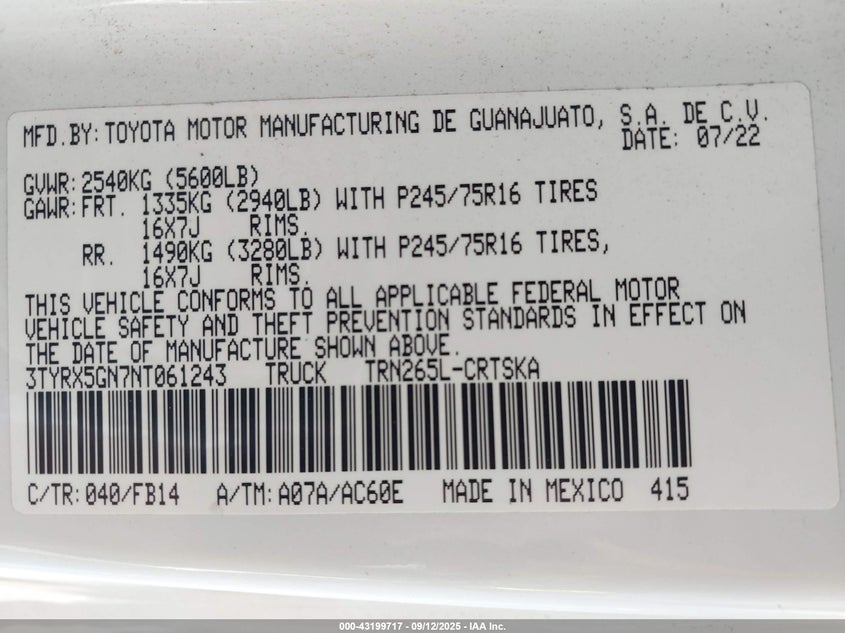 MFD.BY: TOYOTA MOTOR MANUFACTURING DE GUANAJUATO, S.A. DE C.V.
DATE: 07/22
GVWR: 2540KG (5600LB)
GAWR: FRT. 1335KG (2940LB) WITH P245/75R16 TIRES
16X7J RIMS.
RR. 1490KG (3280LB) WITH P245/75R16 TIRES,
16X7J RIMS.
THIS VEHICLE CONFORMS TO ALL APPLICABLE FEDERAL MOTOR
VEHICLE SAFETY AND THEFT PREVENTION STANDARDS IN EFFECT ON
THE DATE OF MANUFACTURE SHOWN ABOVE.
3TYRX5GN7NT061243 TRUCK TRN265L-CRTSKA
C/TR: 040/FB14 A/TM: A07A/AC60E MADE IN MEXICO 415
000-43199717 - 09/12/2025 - IAA Inc.